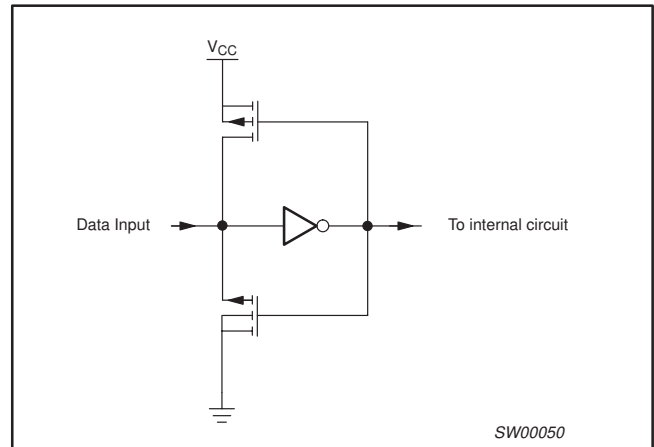 VCC
Data Input
To internal circuit
SW00050